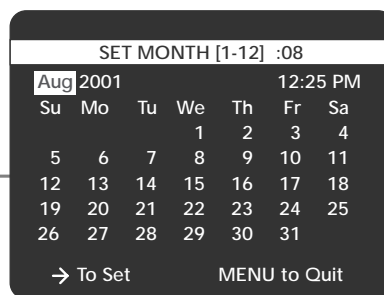 SET MONTH [1-12] :08
Aug 2001 12:25 PM
Su Mo Tu We Th Fr Sa
1 2 3 4
5 6 7 8 9 10 11
12 13 14 15 16 17 18
19 20 21 22 23 24 25
26 27 28 29 30 31
→ To Set MENU to Quit